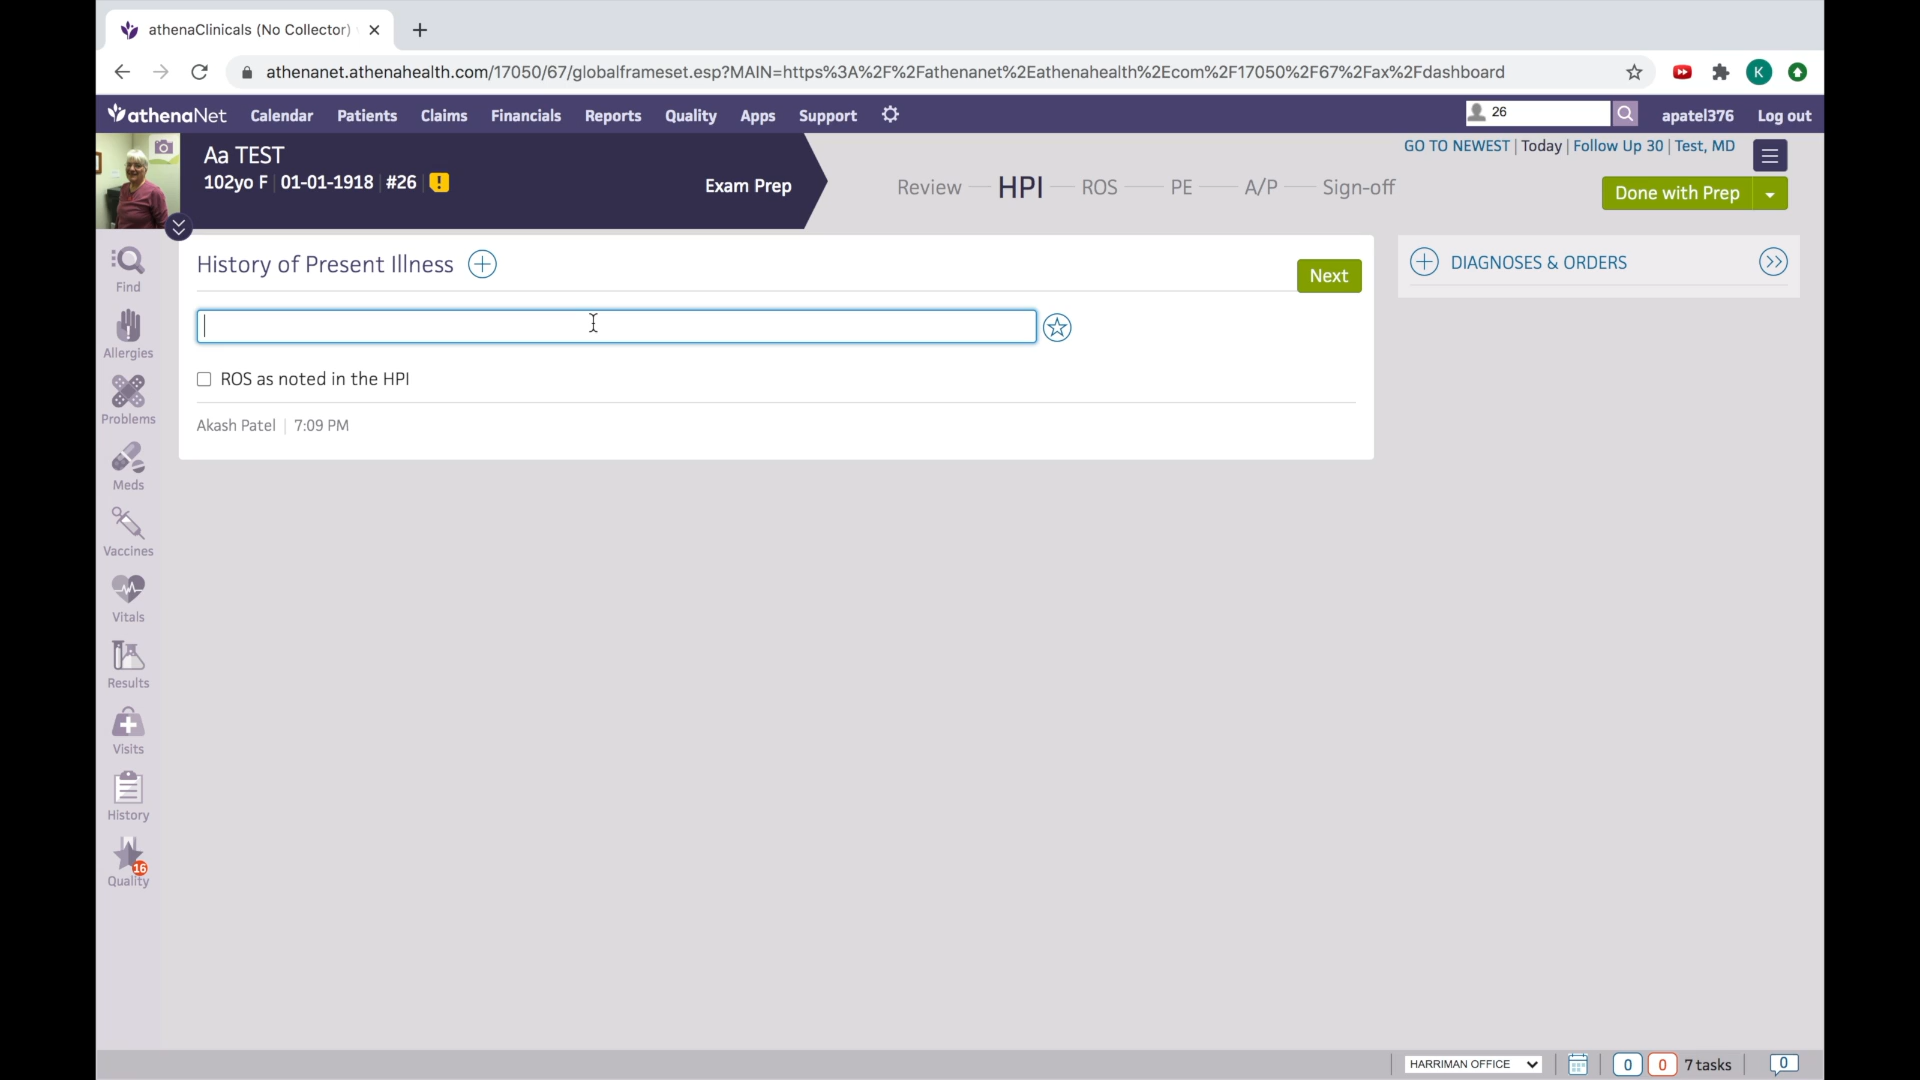 athenaClinicals (No Collector)
athenanet.athenahealth.com/17050/67/globalframeset.esp?MAIN=https%3A%2F%2Fathenanet%2Eathenahealth%2Ecom%2F17050%2F67%2Fax%2Fdashboard
K
athenaNet Calendar Patients Claims Financials Reports Quality Apps Support 26 apatel376 Log out
GO TO NEWEST | Today | Follow Up 30 | Test, MD
Aa TEST
102yo F 01-01-1918 #26 !
Exam Prep
Review HPI ROS PE A/P Sign-off
Done with Prep
History of Present Illness
Next
DIAGNOSES & ORDERS
ROS as noted in the HPI
Akash Patel | 7:09 PM
Find
Allergies
Problems
Meds
Vaccines
Vitals
Results
Visits
History
16
Quality
HARRIMAN OFFICE 0 0 7 tasks 0